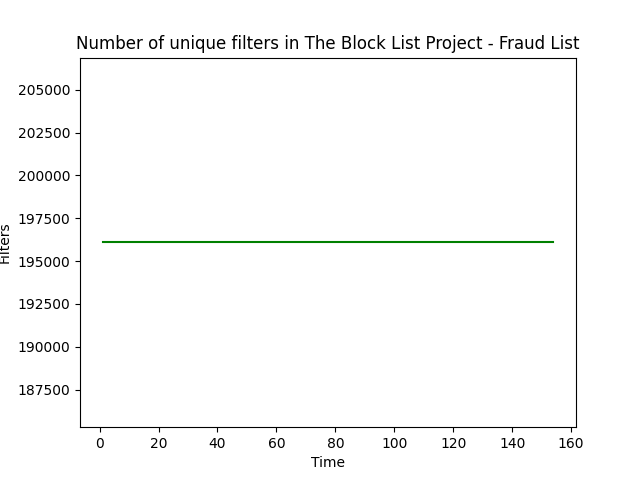 Number of unique filters in The Block List Project - Fraud List
205000
202500
200000
197500
195000
192500
190000
187500
Filters
0 20 40 60 80 100 120 140 160
Time